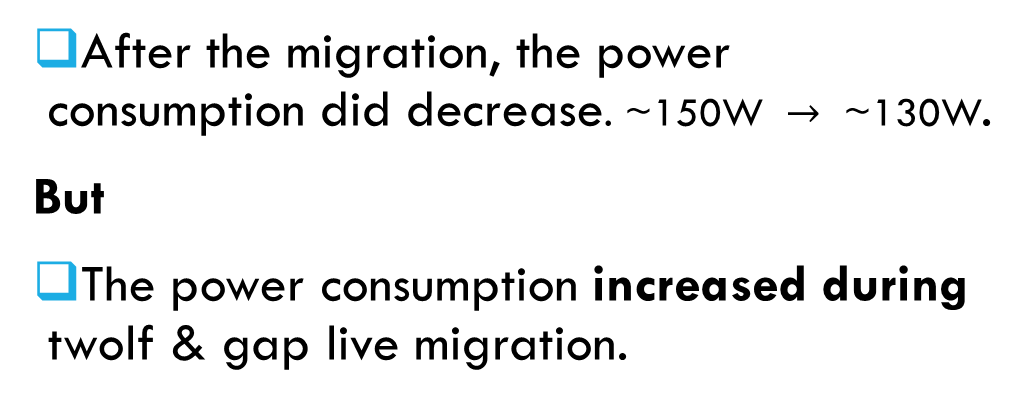 ❑After the migration, the power
consumption did decrease. ~150W → ~130W.
But
❑The power consumption increased during
twolf & gap live migration.